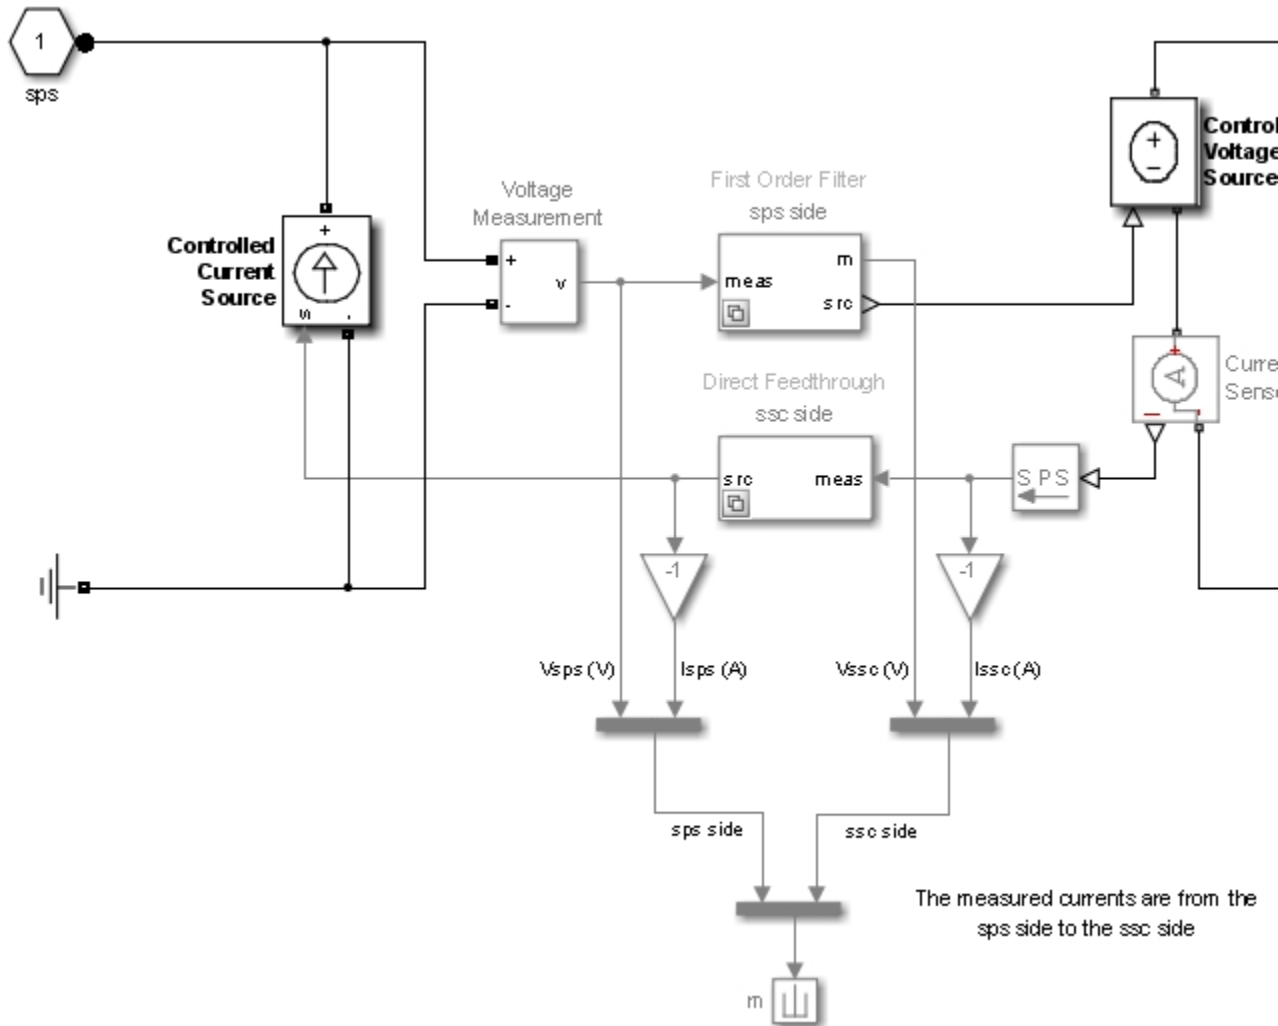 1
sps
Controlled
Current
Source
+
s
-
Voltage
Measurement
+
-
v
First Order Filter
sps side
meas
m
src
Direct Feedthrough
ssc side
src
meas
+
-
Control
Voltage
Source
A
+
-
Curre
Sens
SPS
-1
-1
Vsps (V)
Isps (A)
Vssc (V)
Issc (A)
sps side
ssc side
The measured currents are from the
sps side to the ssc side
m